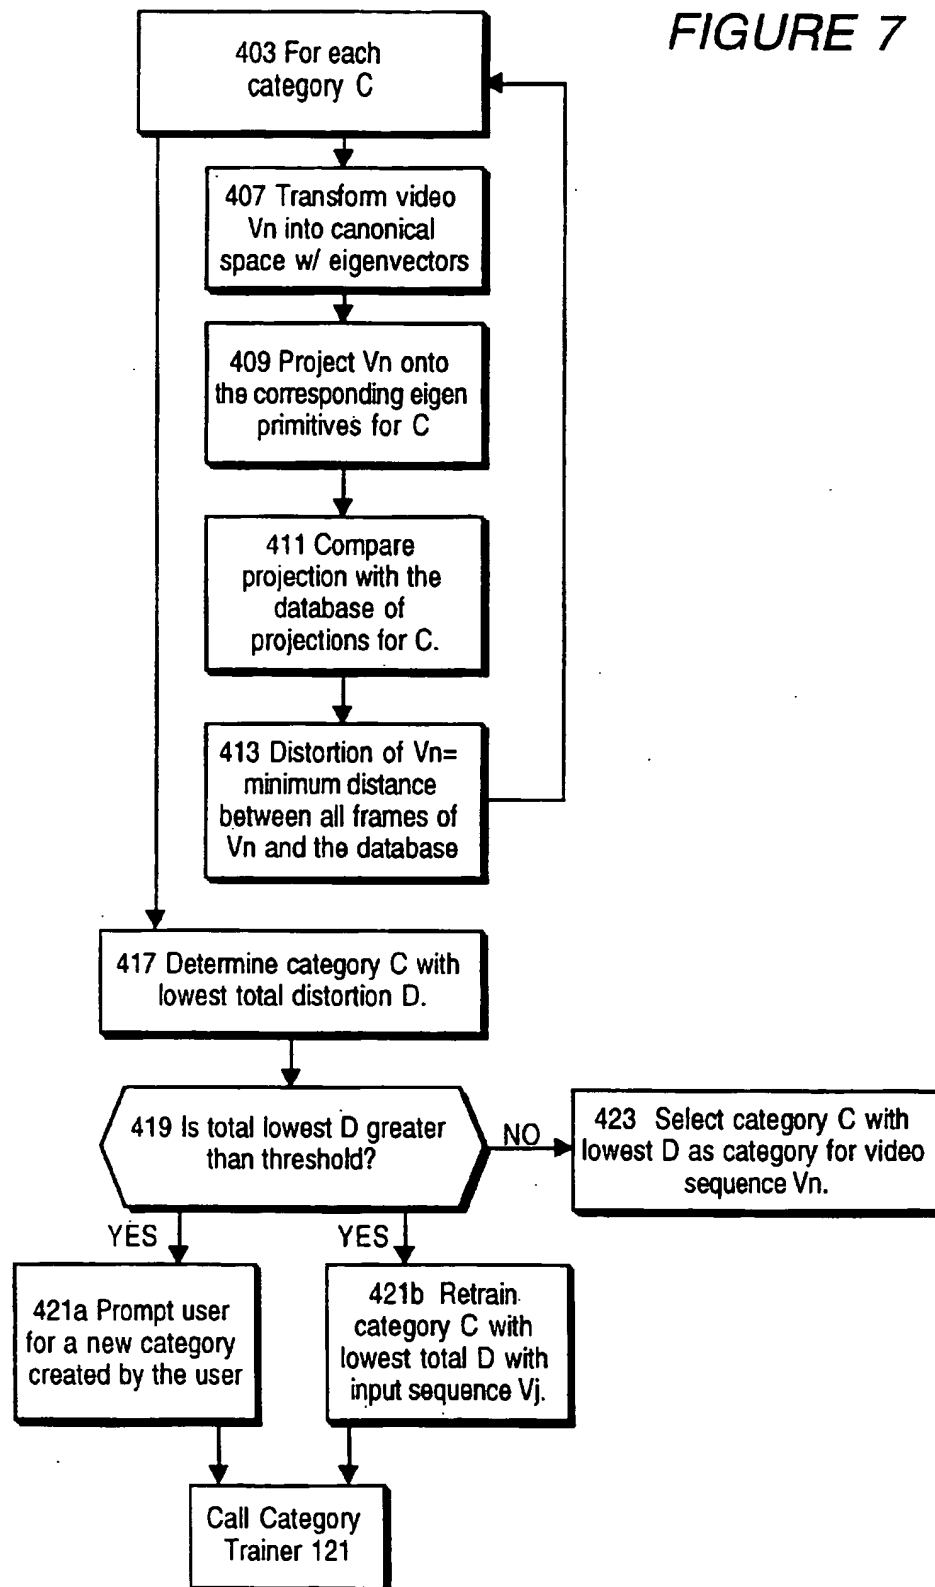 FIGURE 7
403 For each
category C
407 Transform video
Vn into canonical
space w/ eigenvectors
409 Project Vn onto
the corresponding eigen
primitives for C
411 Compare
projection with the
database of
projections for C.
413 Distortion of Vn=
minimum distance
between all frames of
Vn and the database
417 Determine category C with
lowest total distortion D.
419 Is total lowest D greater
than threshold?
NO
423 Select category C with
lowest D as category for video
sequence Vn.
YES
YES
421a Prompt user
for a new category
created by the user
421b Retrain
category C with
lowest total D with
input sequence Vj.
Call Category
Trainer 121